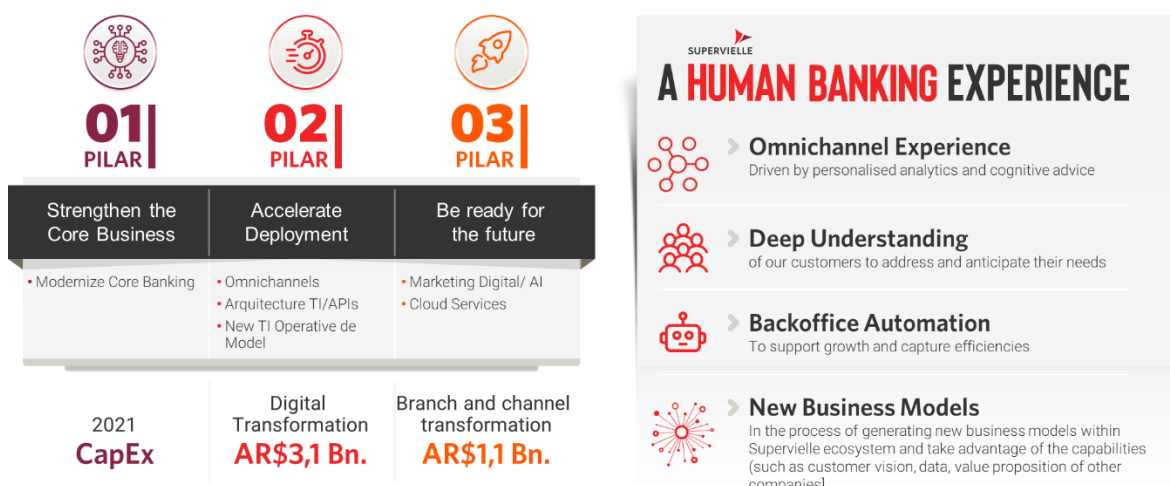 01
PILAR
02
PILAR
03
PILAR
Strengthen the
Core Business
Accelerate
Deployment
Be ready for
the future
• Modernize Core Banking
• Omnichannels
• Arquitecture TI/APIs
• New TI Operative de
Model
• Marketing Digital/ AI
• Cloud Services
2021
CapEx
Digital
Transformation
AR$3,1 Bn.
Branch and channel
transformation
AR$1,1 Bn.
SUPERVIELLE
A HUMAN BANKING EXPERIENCE
Omnichannel Experience
Driven by personalised analytics and cognitive advice
Deep Understanding
of our customers to address and anticipate their needs
Backoffice Automation
To support growth and capture efficiencies
New Business Models
In the process of generating new business models within
Supervielle ecosystem and take advantage of the capabilities
(such as customer vision, data, value proposition of other
companies]